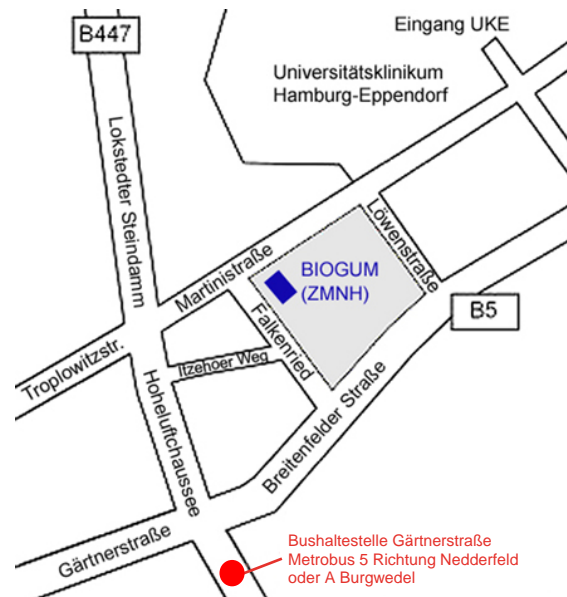 B447
Eingang UKE
Universitätsklinikum
Hamburg-Eppendorf
Lokstedter Steindamm
Löwenstraße
Martinistraße
BIOGUM
(ZMNH)
B5
Falkenried
Troplowitzstr.
Itzehoer Weg
Hoheluftchaussee
Breitenfelder Straße
Gärtnerstraße
Bushaltestelle Gärtnerstraße
Metrobus 5 Richtung Nedderfeld
oder A Burgwedel